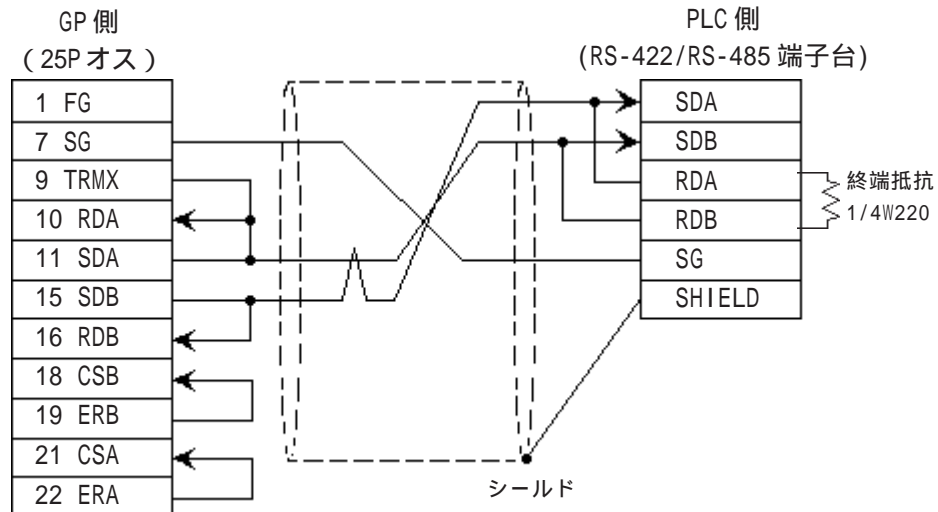 GP 側
(25P オス)
1 FG
7 SG
9 TRMX
10 RDA
11 SDA
15 SDB
16 RDB
18 CSB
19 ERB
21 CSA
22 ERA
シールド
PLC 側
(RS-422/RS-485 端子台)
SDA
SDB
RDA
RDB
SG
SHIELD
終端抵抗
1/4W220